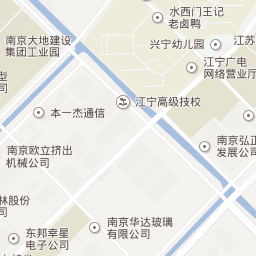 水西门王记
老卤鸭
南京大地建设
集团工业园
兴宁幼儿园
江苏
江宁广电
网络营业厅
型
司
本一杰通信
江宁高级技校
南京欧立挤出
机械公司
南京弘正
发展公司
林股份
司
南京华达玻璃
有限公司
东邦幸星
电子公司